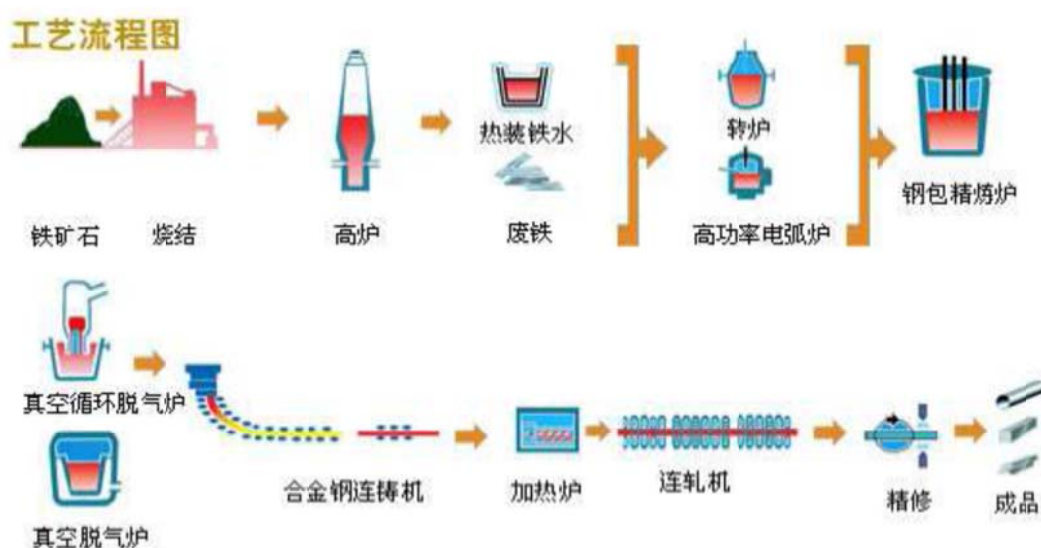 工艺流程图
热装铁水
转炉
钢包精炼炉
铁矿石
烧结
高炉
废铁
高功率电弧炉
真空循环脱气炉
合金钢连铸机
加热炉
连轧机
精修
成品
真空脱气炉